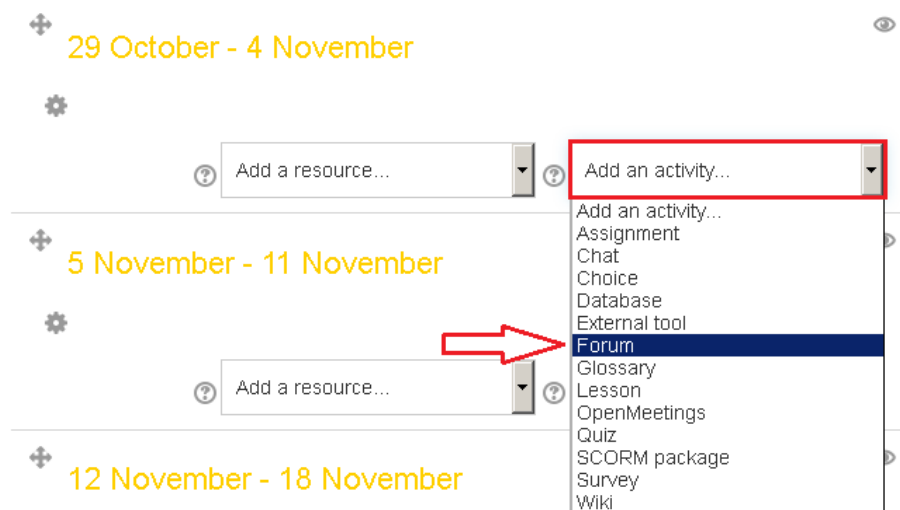 29 October - 4 November
Add a resource...
Add an activity...
Add an activity...
Assignment
Chat
Choice
Database
External tool
Forum
Glossary
Lesson
OpenMeetings
Quiz
SCORM package
Survey
Wiki
5 November - 11 November
Add a resource...
12 November - 18 November